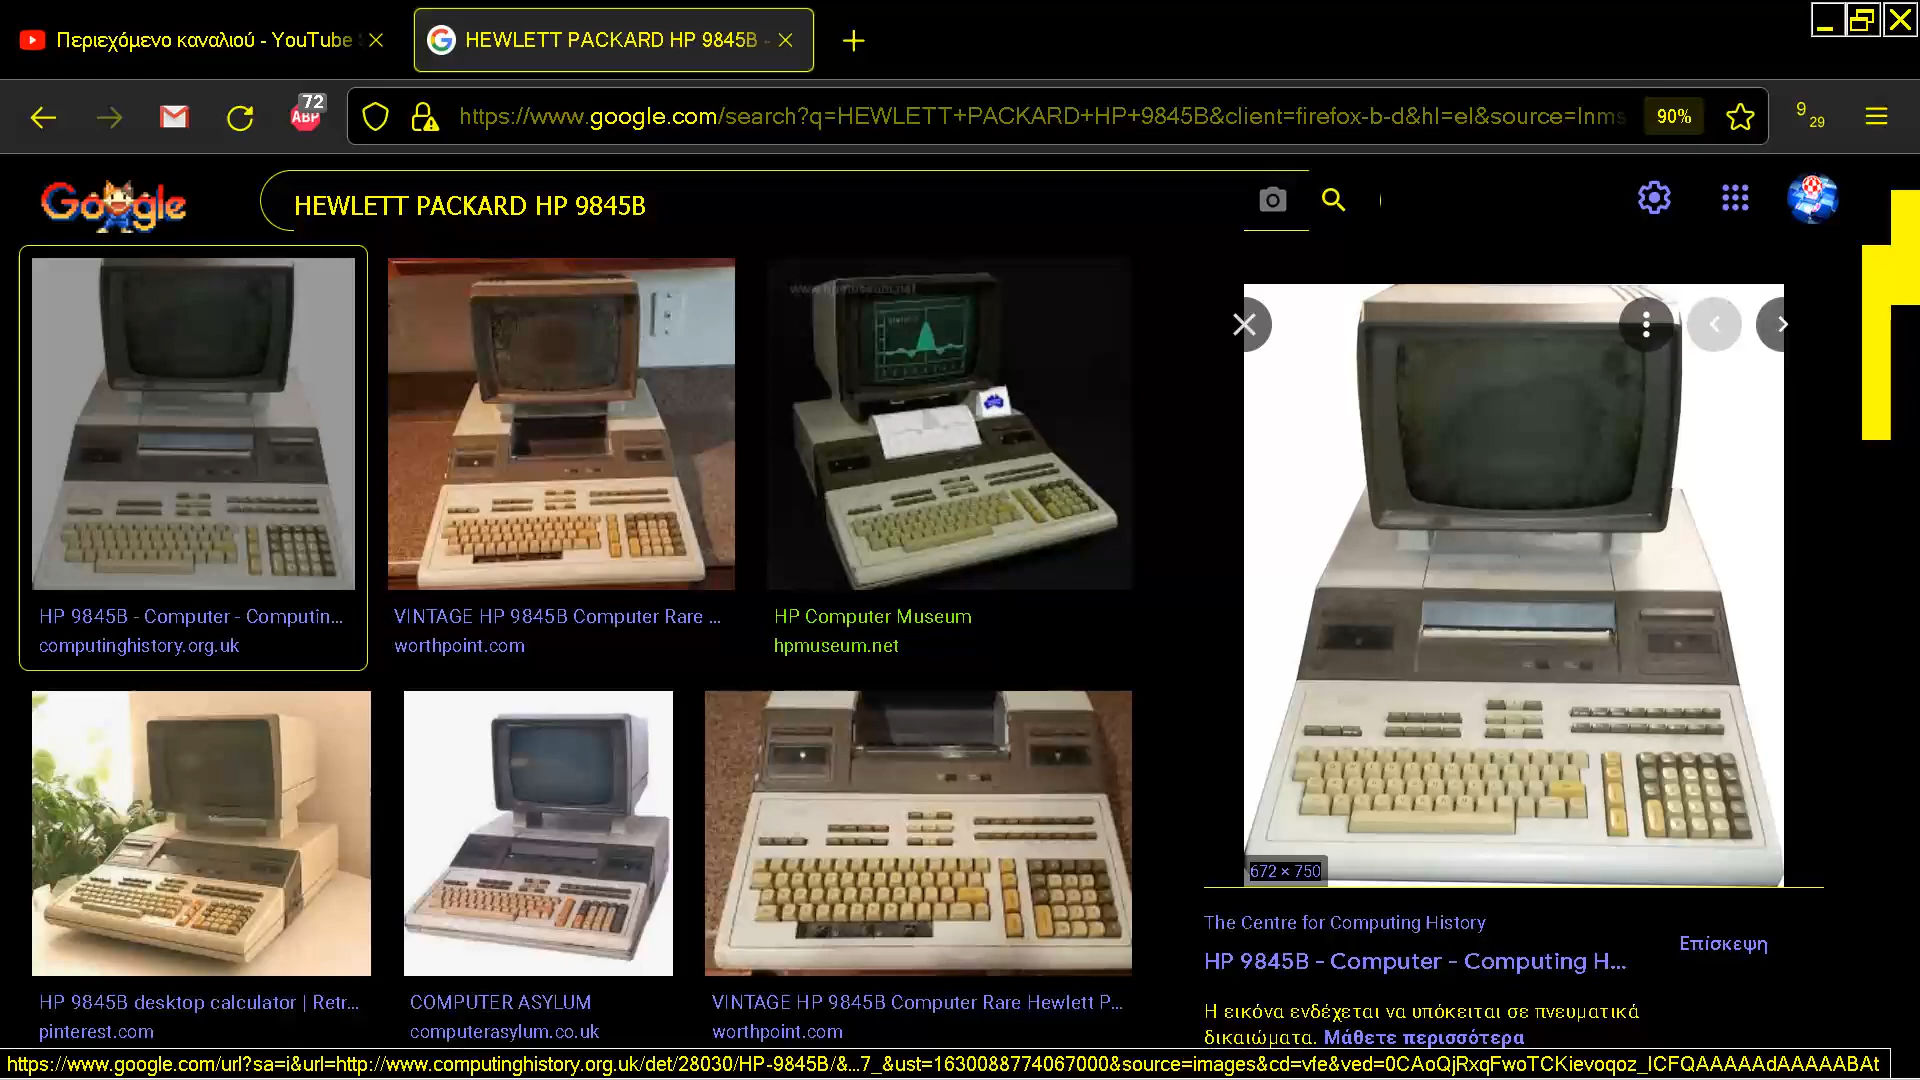 Περιεχόμενο καναλιού - YouTube
HEWLETT PACKARD HP 9845B -
72
ABP
https://www.google.com/search?q=HEWLETT+PACKARD+HP+9845B&client=firefox-b-d&hl=el&source=lnms
90%
9 29
Google
HEWLETT PACKARD HP 9845B
HP 9845B - Computer - Computin...
computinghistory.org.uk
VINTAGE HP 9845B Computer Rare ...
worthpoint.com
HP Computer Museum
hpmuseum.net
672 × 750
HP 9845B desktop calculator | Retr...
pinterest.com
COMPUTER ASYLUM
computerasylum.co.uk
VINTAGE HP 9845B Computer Rare Hewlett P...
worthpoint.com
The Centre for Computing History
HP 9845B - Computer - Computing H...
Επίσκεψη
Η εικόνα ενδέχεται να υπόκειται σε πνευματικά
δικαιώματα. Μάθετε περισσότερα
https://www.google.com/url?sa=i&url=http://www.computinghistory.org.uk/det/28030/HP-9845B/&...7_&ust=1630088774067000&source=images&cd=vfe&ved=0CAoQjRxqFwoTCKievoqoz_ICFQAAAAAdAAAAABAt